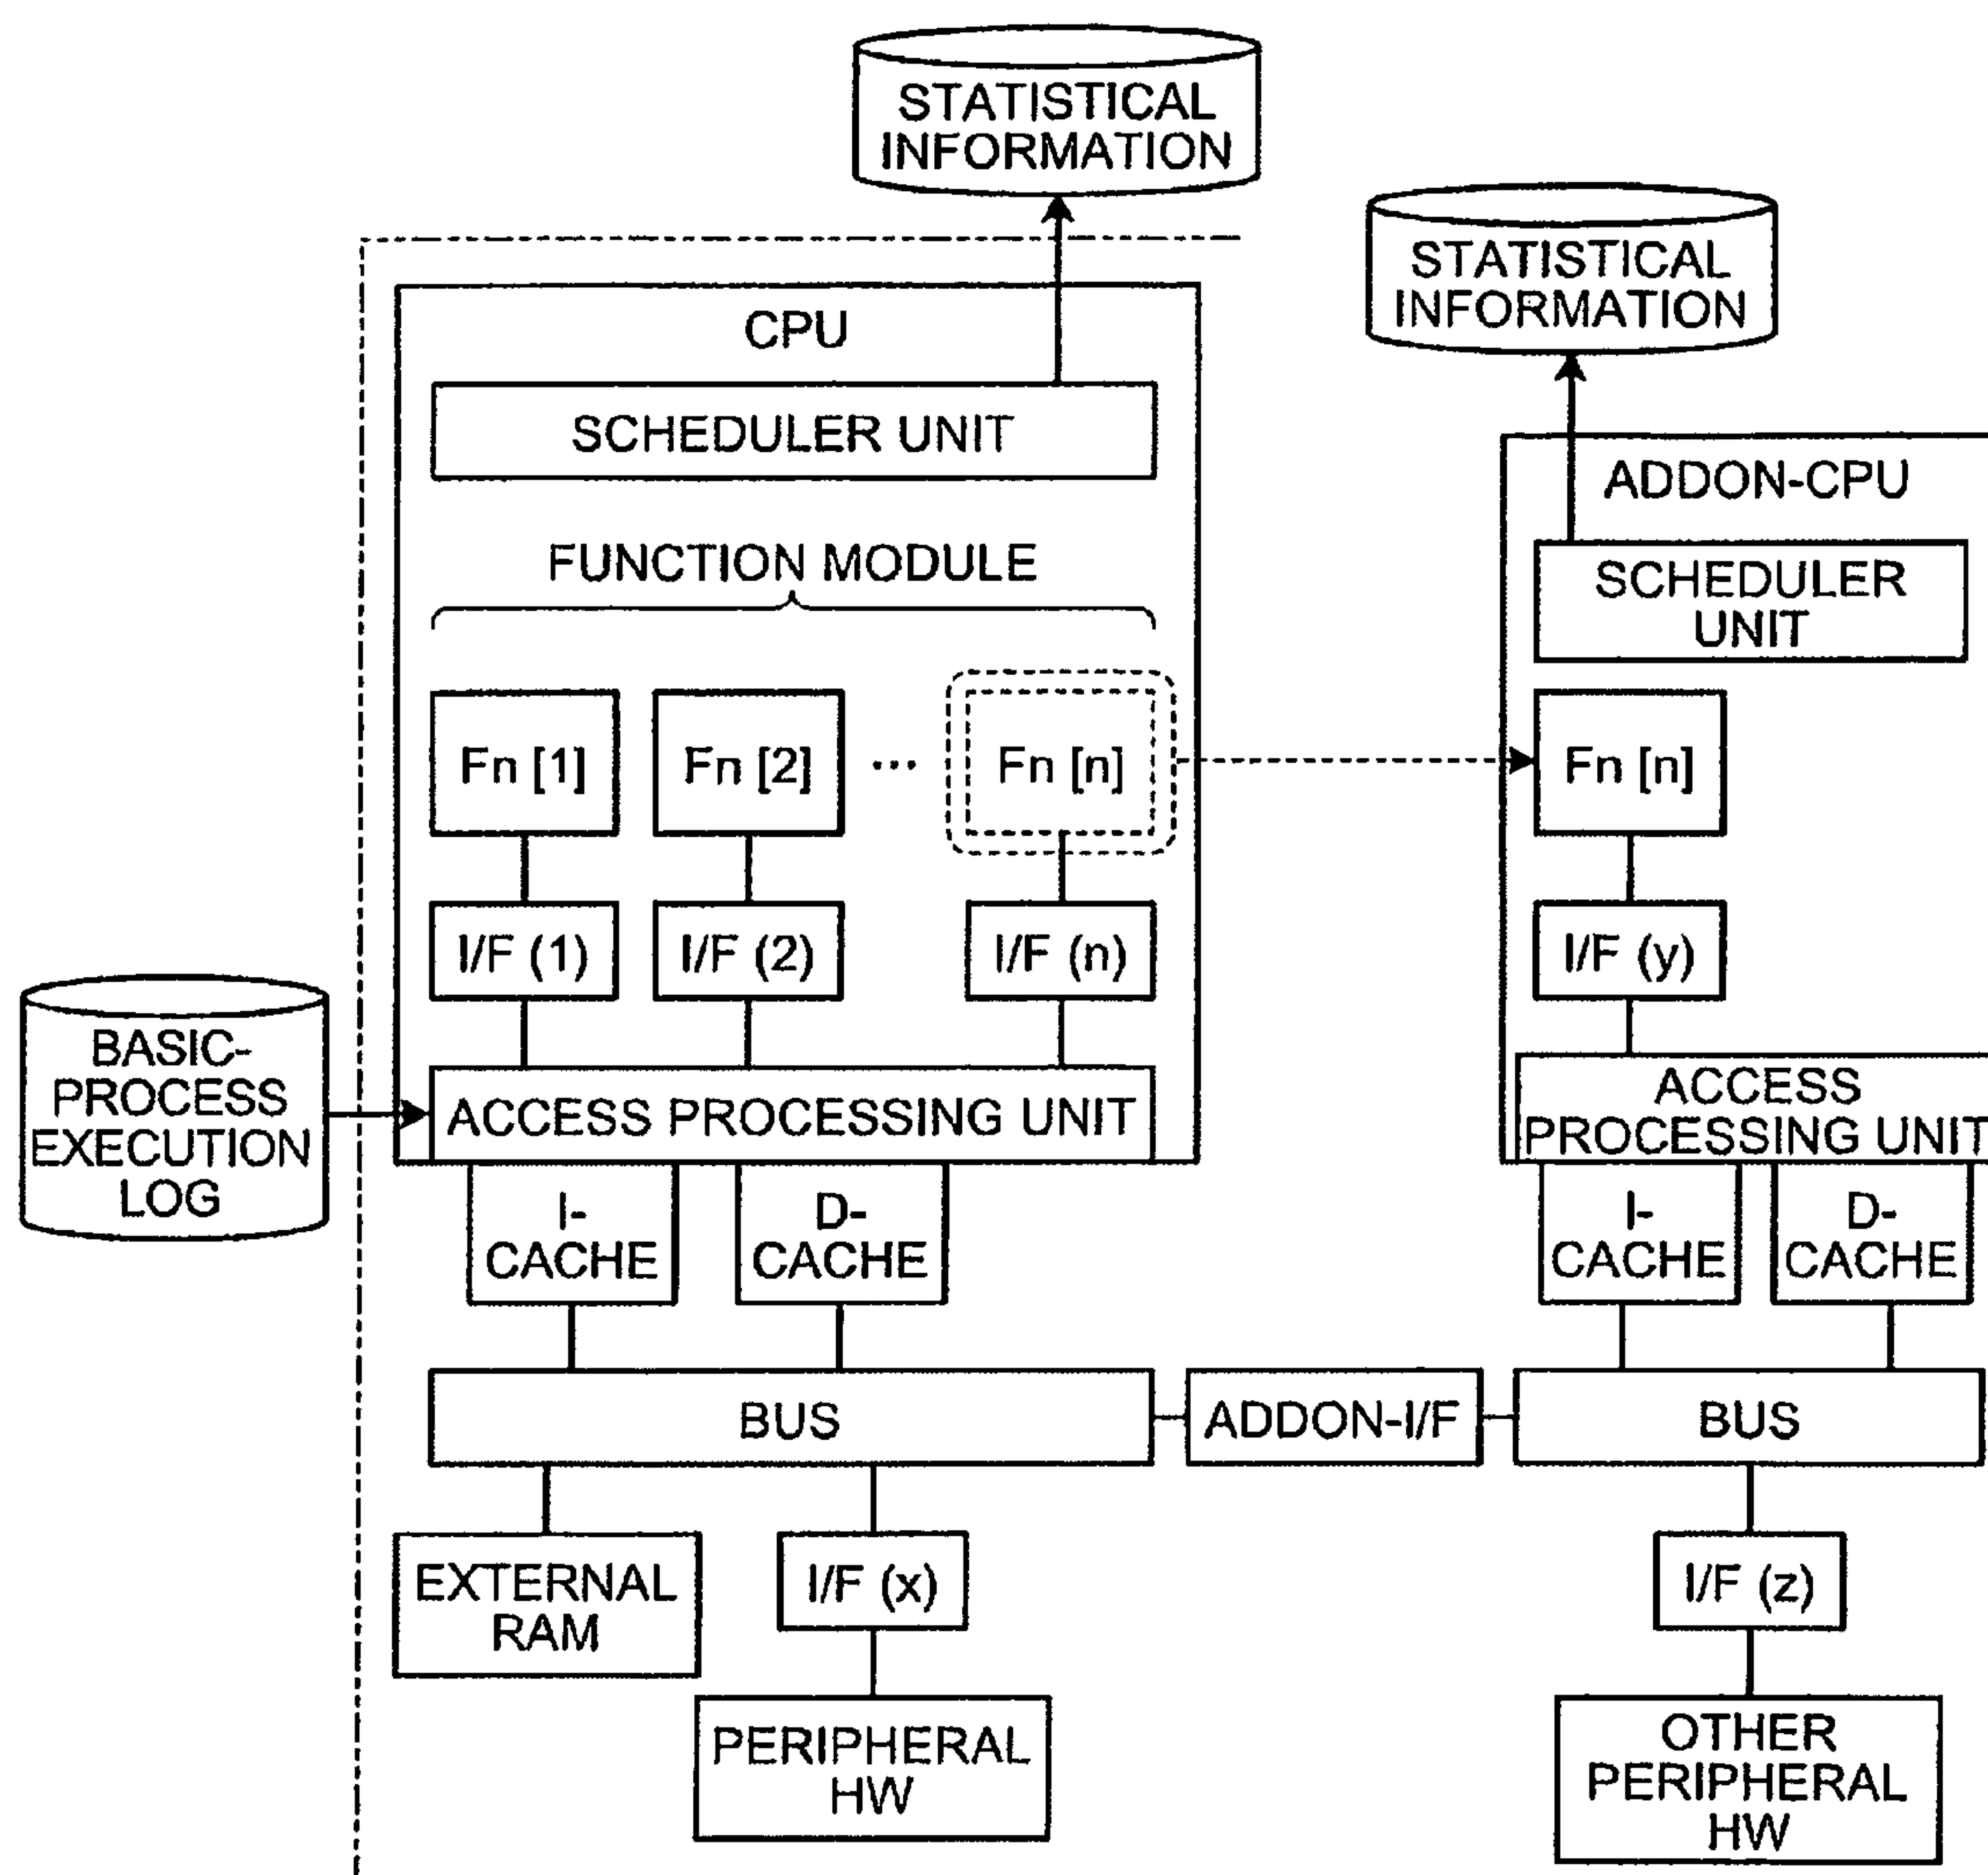 STATISTICAL
INFORMATION
STATISTICAL
INFORMATION
CPU
SCHEDULER UNIT
ADDON-CPU
SCHEDULER
UNIT
FUNCTION MODULE
Fn [1]
Fn [2]
...
Fn [n]
Fn [n]
I/F (1)
I/F (2)
I/F (n)
I/F (y)
BASIC-
PROCESS
EXECUTION
LOG
ACCESS PROCESSING UNIT
ACCESS
PROCESSING UNIT
I-
CACHE
D-
CACHE
I-
CACHE
D-
CACHE
BUS
ADDON-I/F
BUS
EXTERNAL
RAM
I/F (x)
I/F (z)
PERIPHERAL
HW
OTHER
PERIPHERAL
HW